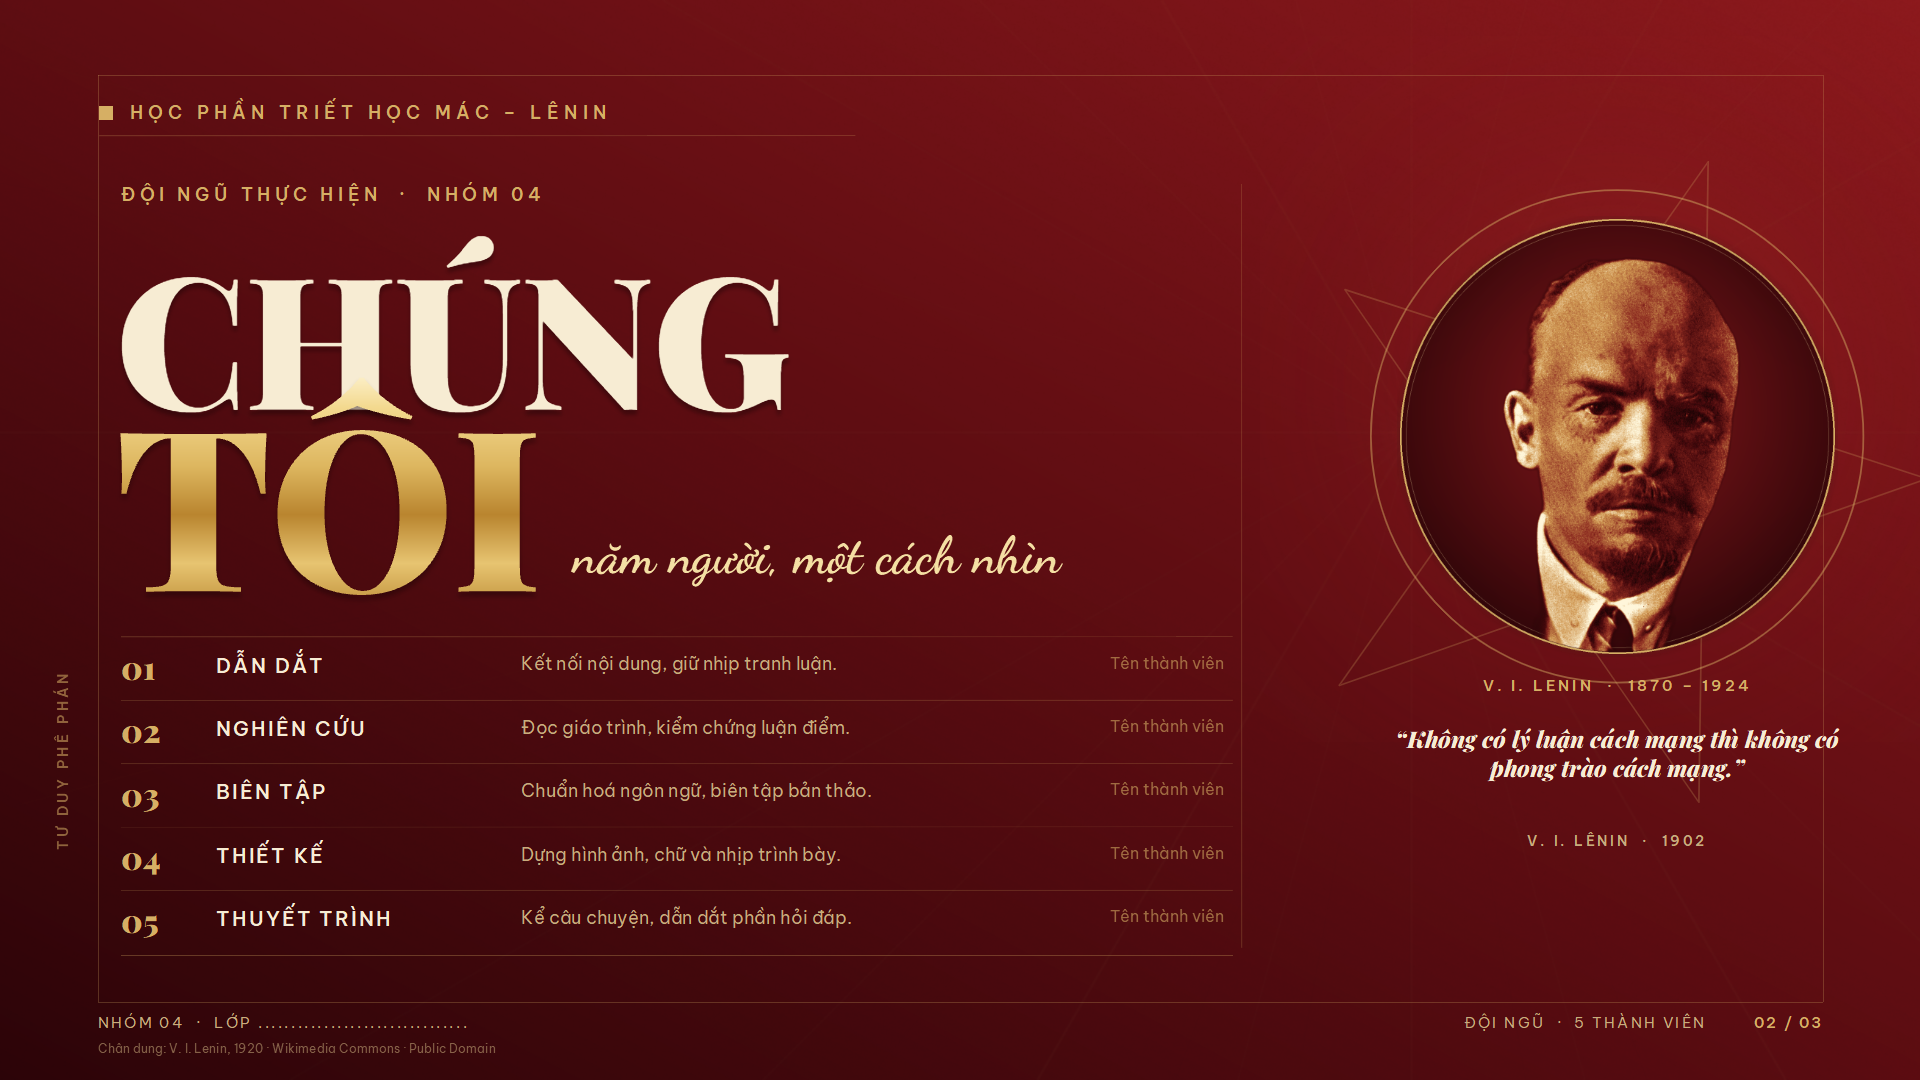 HỌC PHẦN TRIẾT HỌC MÁC – LÊNIN
ĐỘI NGŨ THỰC HIỆN · NHÓM 04
CHÚNG
TÔI
năm người, một cách nhìn
01 DẪN DẮT Kết nối nội dung, giữ nhịp tranh luận. Tên thành viên
02 NGHIÊN CỨU Đọc giáo trình, kiểm chứng luận điểm. Tên thành viên
03 BIÊN TẬP Chuẩn hoá ngôn ngữ, biên tập bản thảo. Tên thành viên
04 THIẾT KẾ Dựng hình ảnh, chữ và nhịp trình bày. Tên thành viên
05 THUYẾT TRÌNH Kể câu chuyện, dẫn dắt phần hỏi đáp. Tên thành viên
V. I. LENIN · 1870 – 1924
“Không có lý luận cách mạng thì không có
phong trào cách mạng.”
V. I. LÊNIN · 1902
TƯ DUY PHÊ PHÁN
NHÓM 04 · LỚP ................................
Chân dung: V. I. Lenin, 1920 · Wikimedia Commons · Public Domain
ĐỘI NGŨ · 5 THÀNH VIÊN 02 / 03